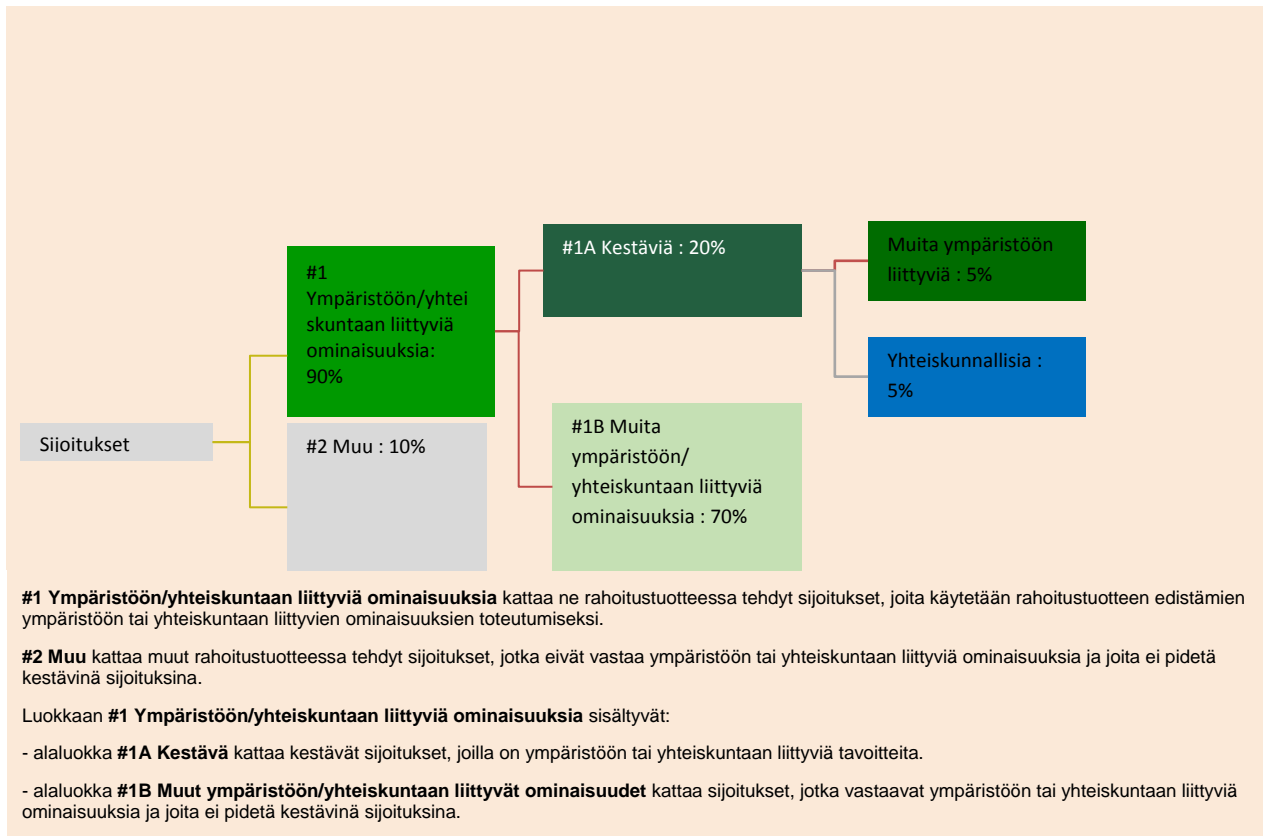 Sijoitukset
#1
Ympäristöön/yhtei
skuntaan liittyviä
ominaisuuksia:
90%
#2 Muu : 10%
#1A Kestäviä : 20%
#1B Muita
ympäristöön/
yhteiskuntaan liittyviä
ominaisuuksia : 70%
Muita ympäristöön
liittyviä : 5%
Yhteiskunnallisia :
5%
#1 Ympäristöön/yhteiskuntaan liittyviä ominaisuuksia kattaa ne rahoitustuotteessa tehdyt sijoitukset, joita käytetään rahoitustuotteen edistämien
ympäristöön tai yhteiskuntaan liittyvien ominaisuuksien toteutumiseksi.
#2 Muu kattaa muut rahoitustuotteessa tehdyt sijoitukset, jotka eivät vastaa ympäristöön tai yhteiskuntaan liittyviä ominaisuuksia ja joita ei pidetä
kestävinä sijoituksina.
Luokkaan #1 Ympäristöön/yhteiskuntaan liittyviä ominaisuuksia sisältyvät:
- alaluokka #1A Kestävä kattaa kestävät sijoitukset, joilla on ympäristöön tai yhteiskuntaan liittyviä tavoitteita.
- alaluokka #1B Muut ympäristöön/yhteiskuntaan liittyvät ominaisuudet kattaa sijoitukset, jotka vastaavat ympäristöön tai yhteiskuntaan liittyviä
ominaisuuksia ja joita ei pidetä kestävinä sijoituksina.